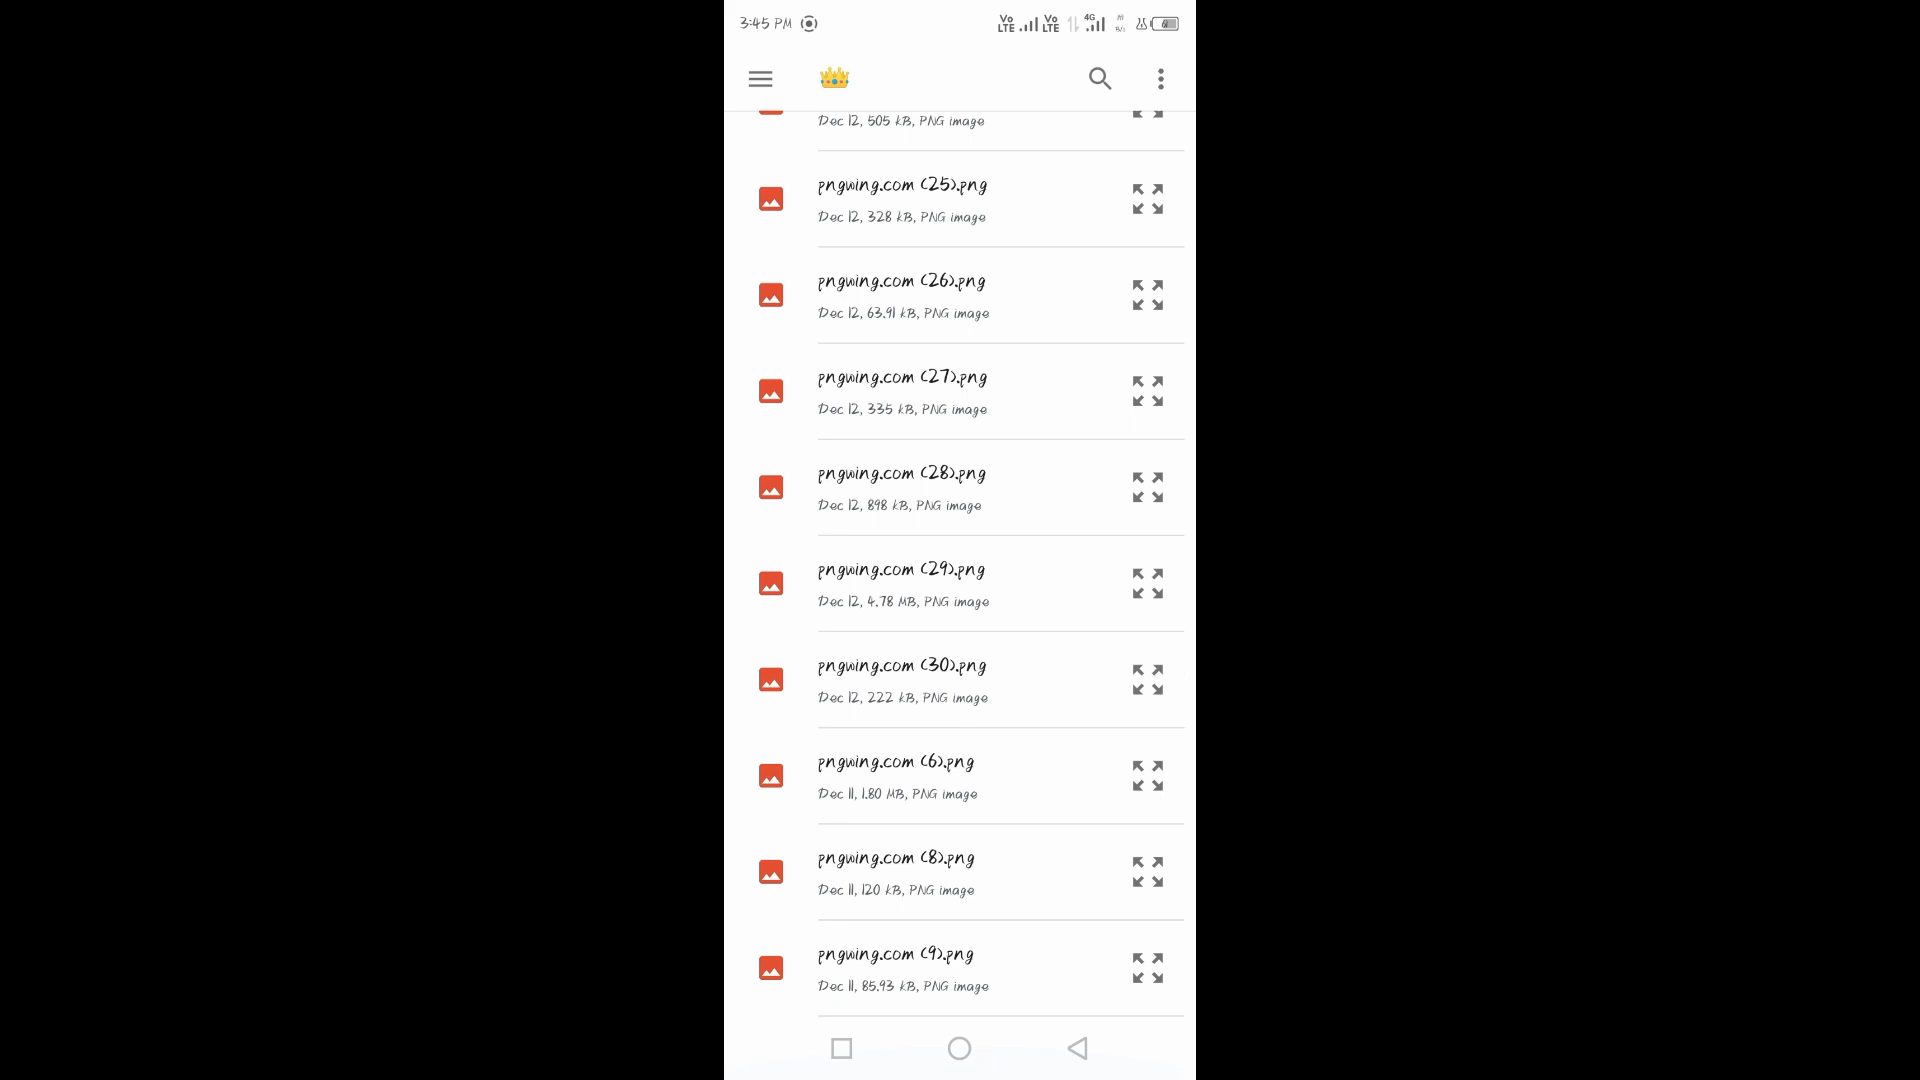 3:45 PM
Vo LTE Vo LTE 4G
Dec 12, 505 kB, PNG image
pngwing.com (25).png
Dec 12, 328 kB, PNG image
pngwing.com (26).png
Dec 12, 63.91 kB, PNG image
pngwing.com (27).png
Dec 12, 335 kB, PNG image
pngwing.com (28).png
Dec 12, 898 kB, PNG image
pngwing.com (29).png
Dec 12, 4.78 MB, PNG image
pngwing.com (30).png
Dec 12, 222 kB, PNG image
pngwing.com (6).png
Dec 11, 1.80 MB, PNG image
pngwing.com (8).png
Dec 11, 120 kB, PNG image
pngwing.com (9).png
Dec 11, 85.93 kB, PNG image